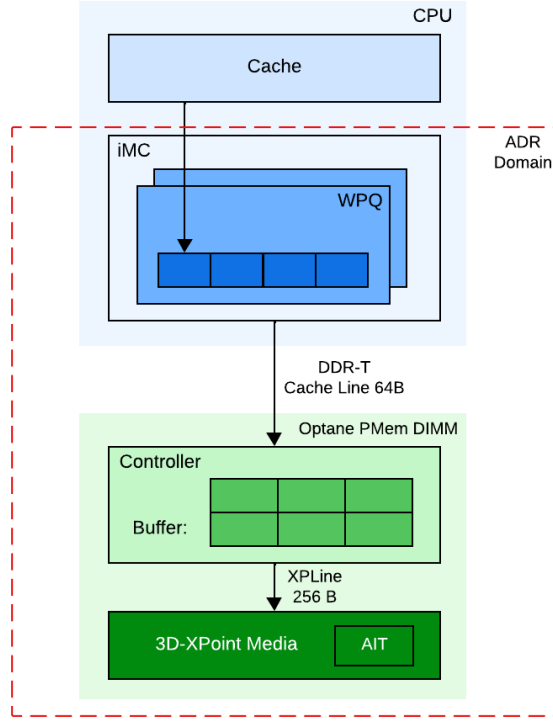 CPU
Cache
ADR
Domain
iMC
WPQ
DDR-T
Cache Line 64B
Optane PMem DIMM
Controller
Buffer:
XPLine
256 B
3D-XPoint Media
AIT